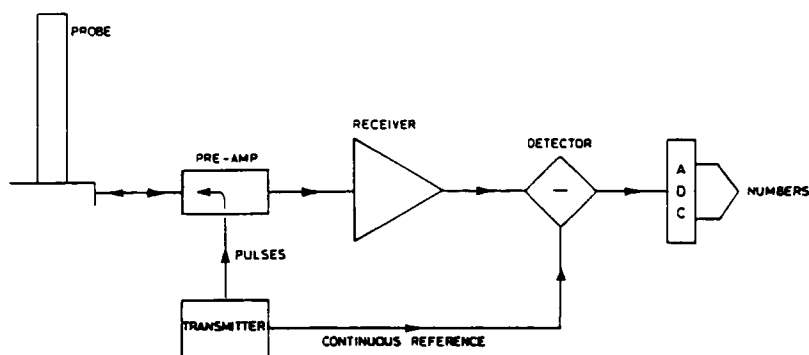 PROBE
RECEIVER
DETECTOR
PRE-AMP
A
D
C
NUMBERS
PULSES
TRANSMITTER
CONTINUOUS REFERENCE